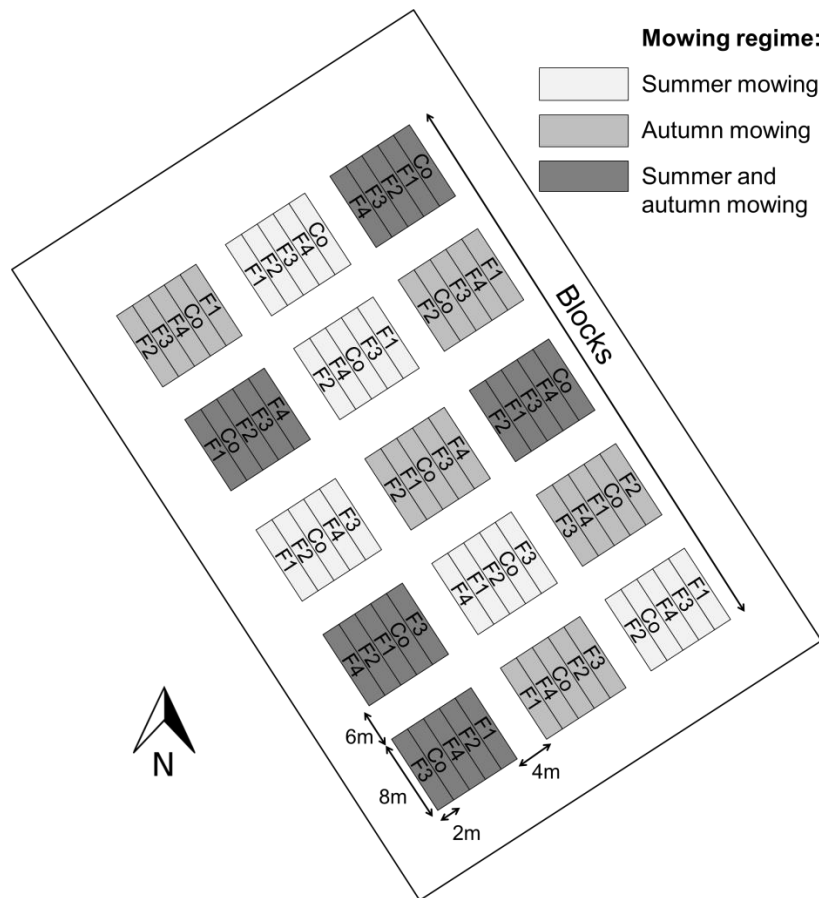 Mowing regime:
Summer mowing
Autumn mowing
Summer and
autumn mowing
Blocks
F2 F3 F4 Co F1
F1 F2 F3 F4 Co
F4 F3 F2 F1 Co
F1 Co F2 F3 F4
F2 F4 Co F3 F1
F2 Co F3 F4 F1
F1 F2 Co F4 F3
F2 F1 Co F3 F4
F2 F1 F3 F4 Co
F4 F2 F1 Co F3
F4 F1 F2 Co F3
F3 F4 F1 Co F2
F3 Co F4 F2 F1
F1 F4 Co F2 F3
F2 Co F4 F3 F1
6m
8m
2m
4m
N